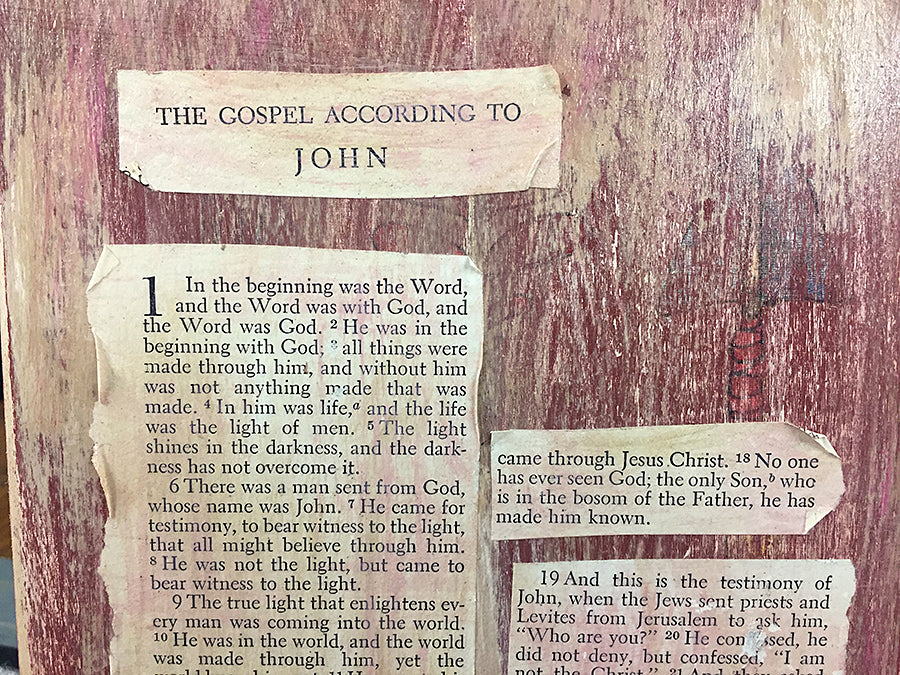 THE GOSPEL ACCORDING TO
JOHN
1 In the beginning was the Word,
and the Word was with God, and
the Word was God. 2 He was in the
beginning with God; 3 all things were
made through him, and without him
was not anything made that was
made. 4 In him was life,a and the life
was the light of men. 5 The light
shines in the darkness, and the dark-
ness has not overcome it.
6 There was a man sent from God,
whose name was John. 7 He came for
testimony, to bear witness to the light,
that all might believe through him.
8 He was not the light, but came to
bear witness to the light.
9 The true light that enlightens ev-
ery man was coming into the world.
10 He was in the world, and the world
was made through him, yet the
came through Jesus Christ. 18 No one
has ever seen God; the only Son,b who
is in the bosom of the Father, he has
made him known.
19 And this is the testimony of
John, when the Jews sent priests and
Levites from Jerusalem to ask him,
"Who are you?" 20 He confessed, he
did not deny, but confessed, "I am
not the Christ." 21 And they asked